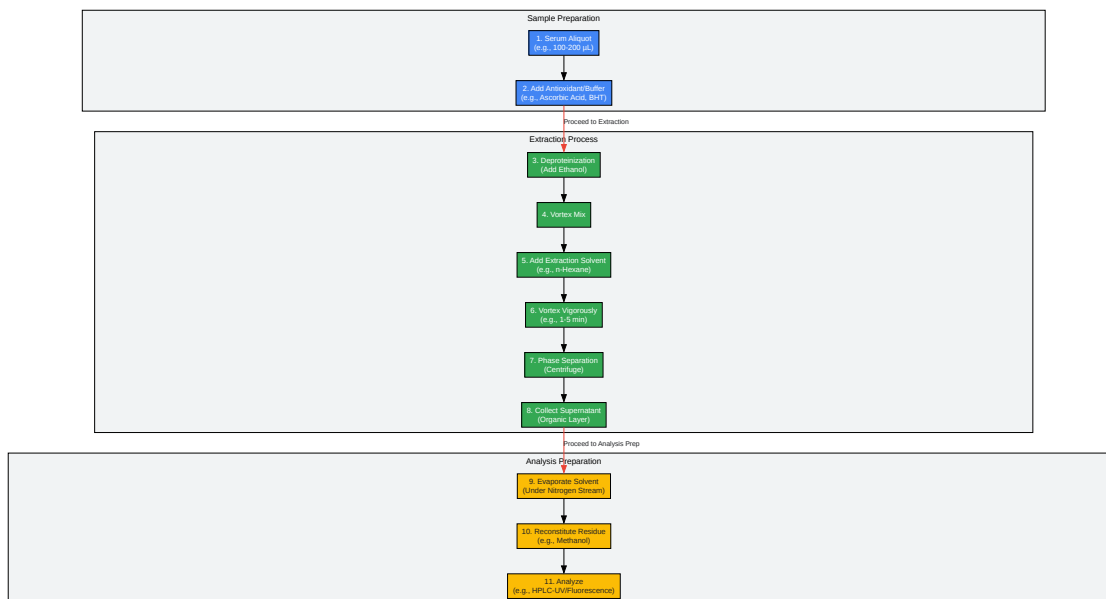 Sample Preparation
1. Serum Aliquot
(e.g., 100-200 µL)
2. Add Antioxidant/Buffer
(e.g., Ascorbic Acid, BHT)
Proceed to Extraction
Extraction Process
3. Deproteinization
(Add Ethanol)
4. Vortex Mix
5. Add Extraction Solvent
(e.g., n-Hexane)
6. Vortex Vigorously
(e.g., 1-5 min)
7. Phase Separation
(Centrifuge)
8. Collect Supernatant
(Organic Layer)
Proceed to Analysis Prep
Analysis Preparation
9. Evaporate Solvent
(Under Nitrogen Stream)
10. Reconstitute Residue
(e.g., Methanol)
11. Analyze
(e.g., HPLC-UV/Fluorescence)